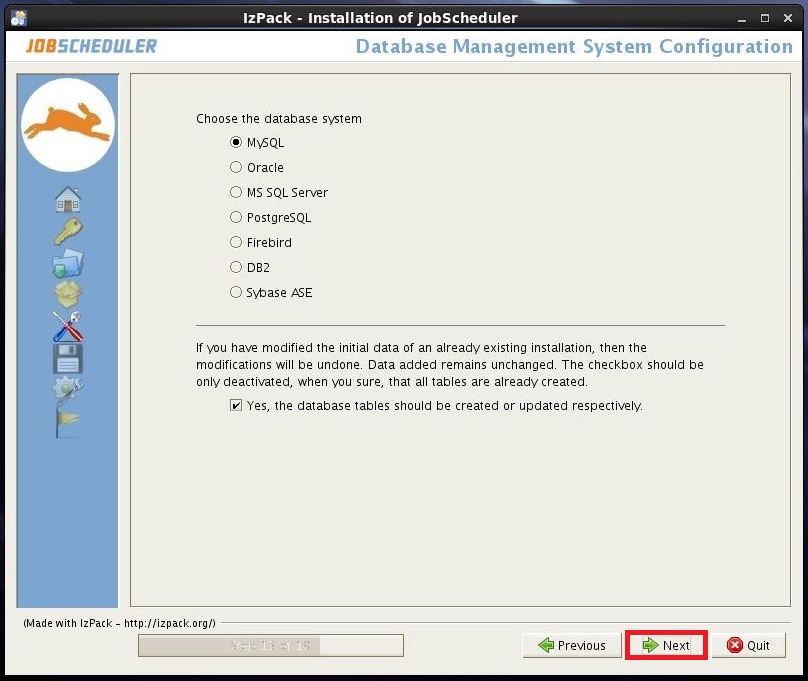 IzPack - Installation of JobScheduler
JOBSCHEDULER
Database Management System Configuration
Choose the database system
MySQL
Oracle
MS SQL Server
PostgreSQL
Firebird
DB2
Sybase ASE
If you have modified the initial data of an already existing installation, then the
modifications will be undone. Data added remains unchanged. The checkbox should be
only deactivated, when you sure, that all tables are already created.
Yes, the database tables should be created or updated respectively.
(Made with IzPack - http://izpack.org/)
Previous
Next
Quit